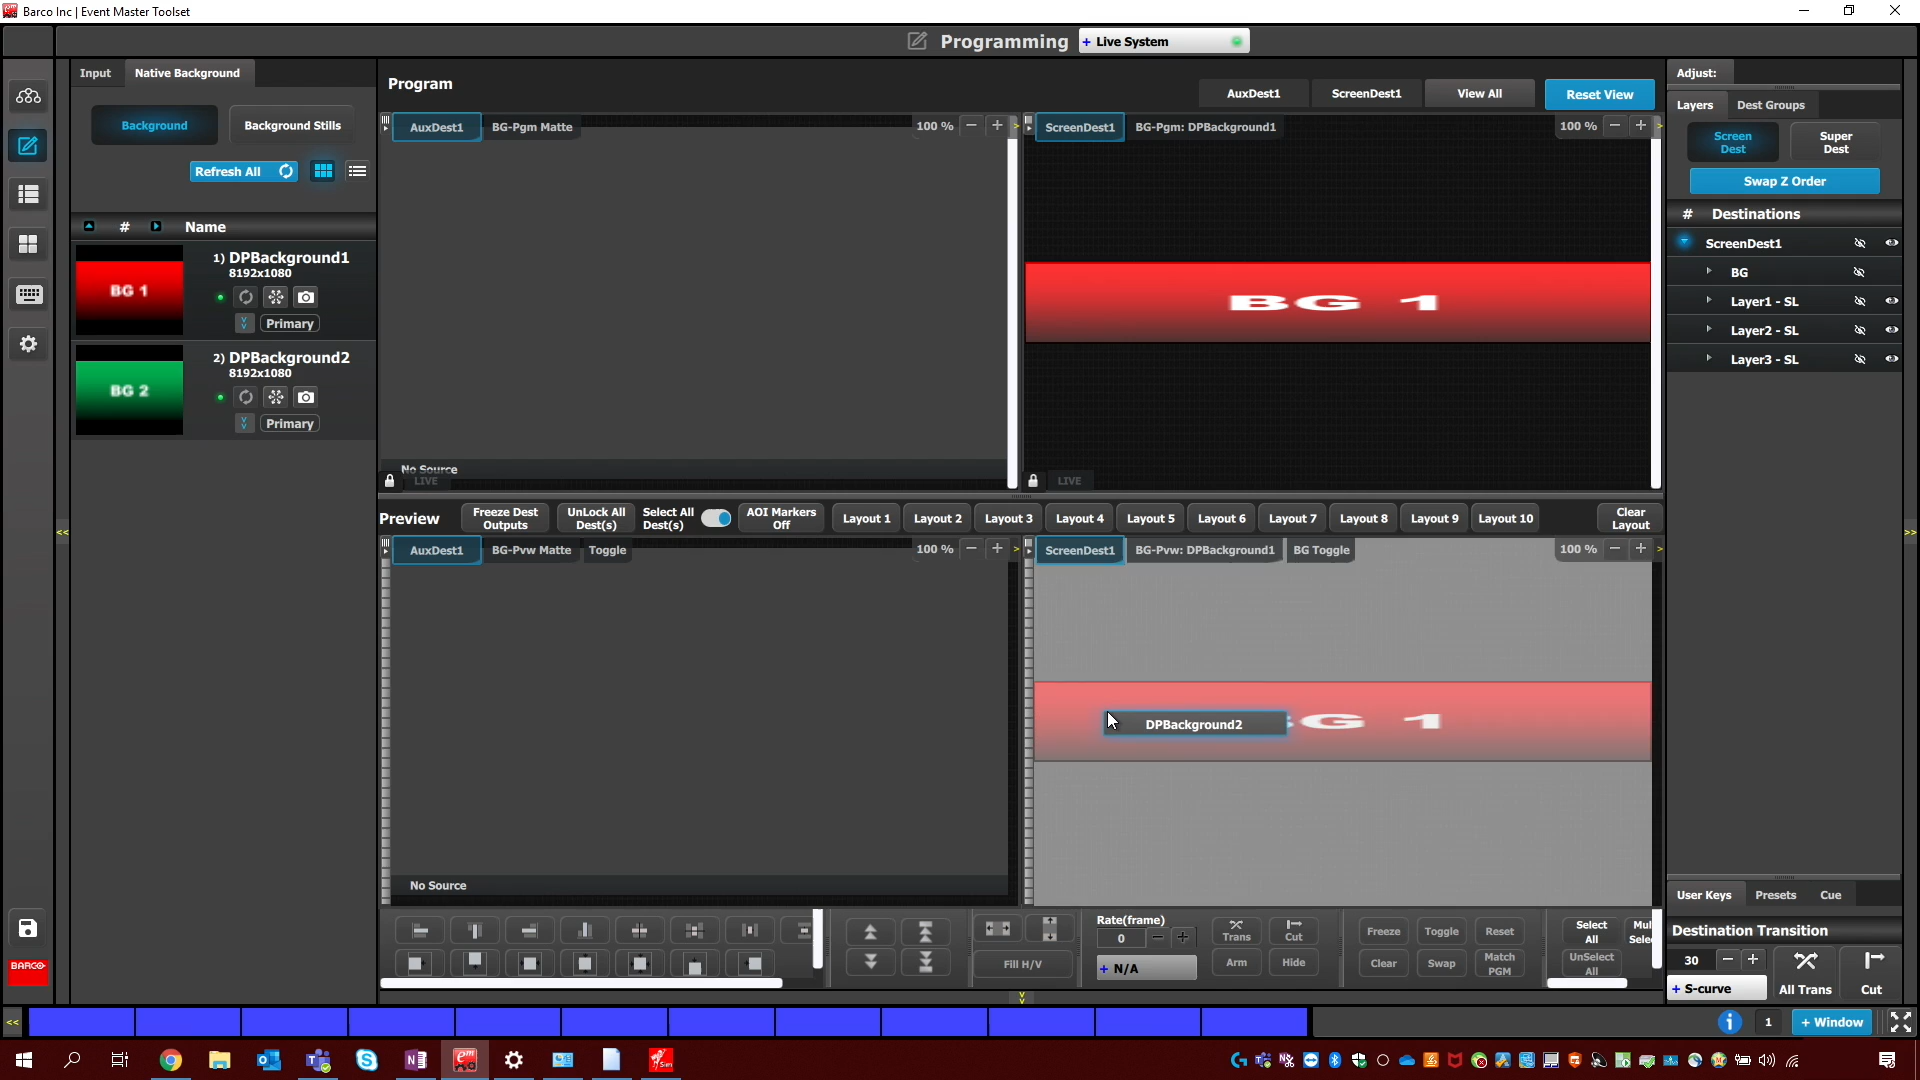 Barco Inc | Event Master Toolset
Programming
+ Live System
Input
Native Background
Background
Background Stills
Refresh All
# Name
BG 1
1) DPBackground1
8192x1080
Primary
BG 2
2) DPBackground2
8192x1080
Primary
Program
AuxDest1
ScreenDest1
View All
Reset View
AuxDest1
BG-Pgm Matte
100 %
No Source
LIVE
ScreenDest1
BG-Pgm: DPBackground1
100 %
BG 1
LIVE
Preview
Freeze Dest
Outputs
UnLock All
Dest(s)
Select All
Dest(s)
AOI Markers
Off
Layout 1
Layout 2
Layout 3
Layout 4
Layout 5
Layout 6
Layout 7
Layout 8
Layout 9
Layout 10
Clear
Layout
AuxDest1
BG-Pvw Matte
Toggle
100 %
No Source
ScreenDest1
BG-Pvw: DPBackground1
BG Toggle
100 %
DPBackground2
G 1
Fill H/V
Rate(frame)
0
+ N/A
Trans
Cut
Arm
Hide
Freeze
Toggle
Reset
Clear
Swap
Match
PGM
Select
All
Mul
Sele
UnSelect
All
Adjust:
Layers
Dest Groups
Screen
Dest
Super
Dest
Swap Z Order
# Destinations
ScreenDest1
BG
Layer1 - SL
Layer2 - SL
Layer3 - SL
User Keys
Presets
Cue
Destination Transition
30
+ S-curve
All Trans
Cut
BARCO
<<
1
+ Window